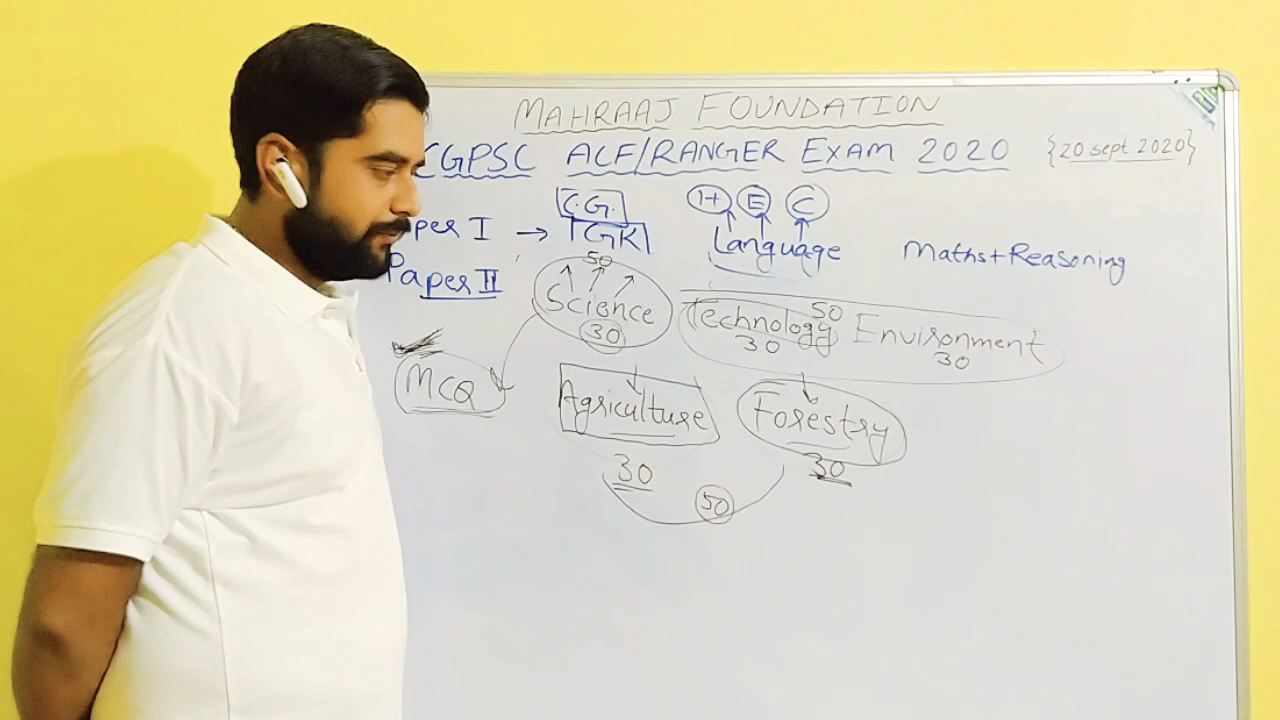 MAHRAAJ FOUNDATION
CGPSC ACF/RANGER EXAM 2020 {20 sept 2020}
C.G. H E C
per I → GK Language Maths+Reasoning
Paper II
50
Science Technology 50 Environment
30 30 30
MCQ Agriculture Forestry
30 30
50